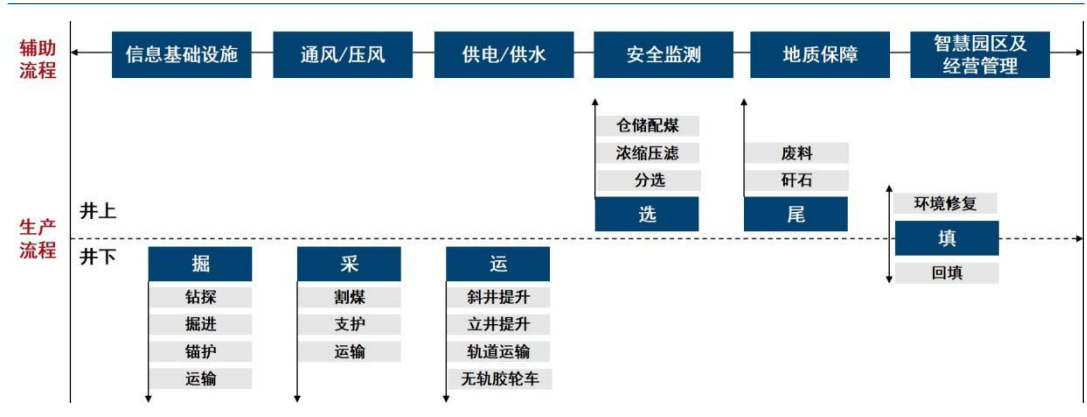 辅助
流程
信息基础设施
通风/压风
供电/供水
安全监测
地质保障
智慧园区及
经营管理
仓储配煤
浓缩压滤
分选
选
废料
矸石
尾
环境修复
填
回填
生产
流程
井上
井下
掘
钻探
掘进
锚护
运输
采
割煤
支护
运输
运
斜井提升
立井提升
轨道运输
无轨胶轮车